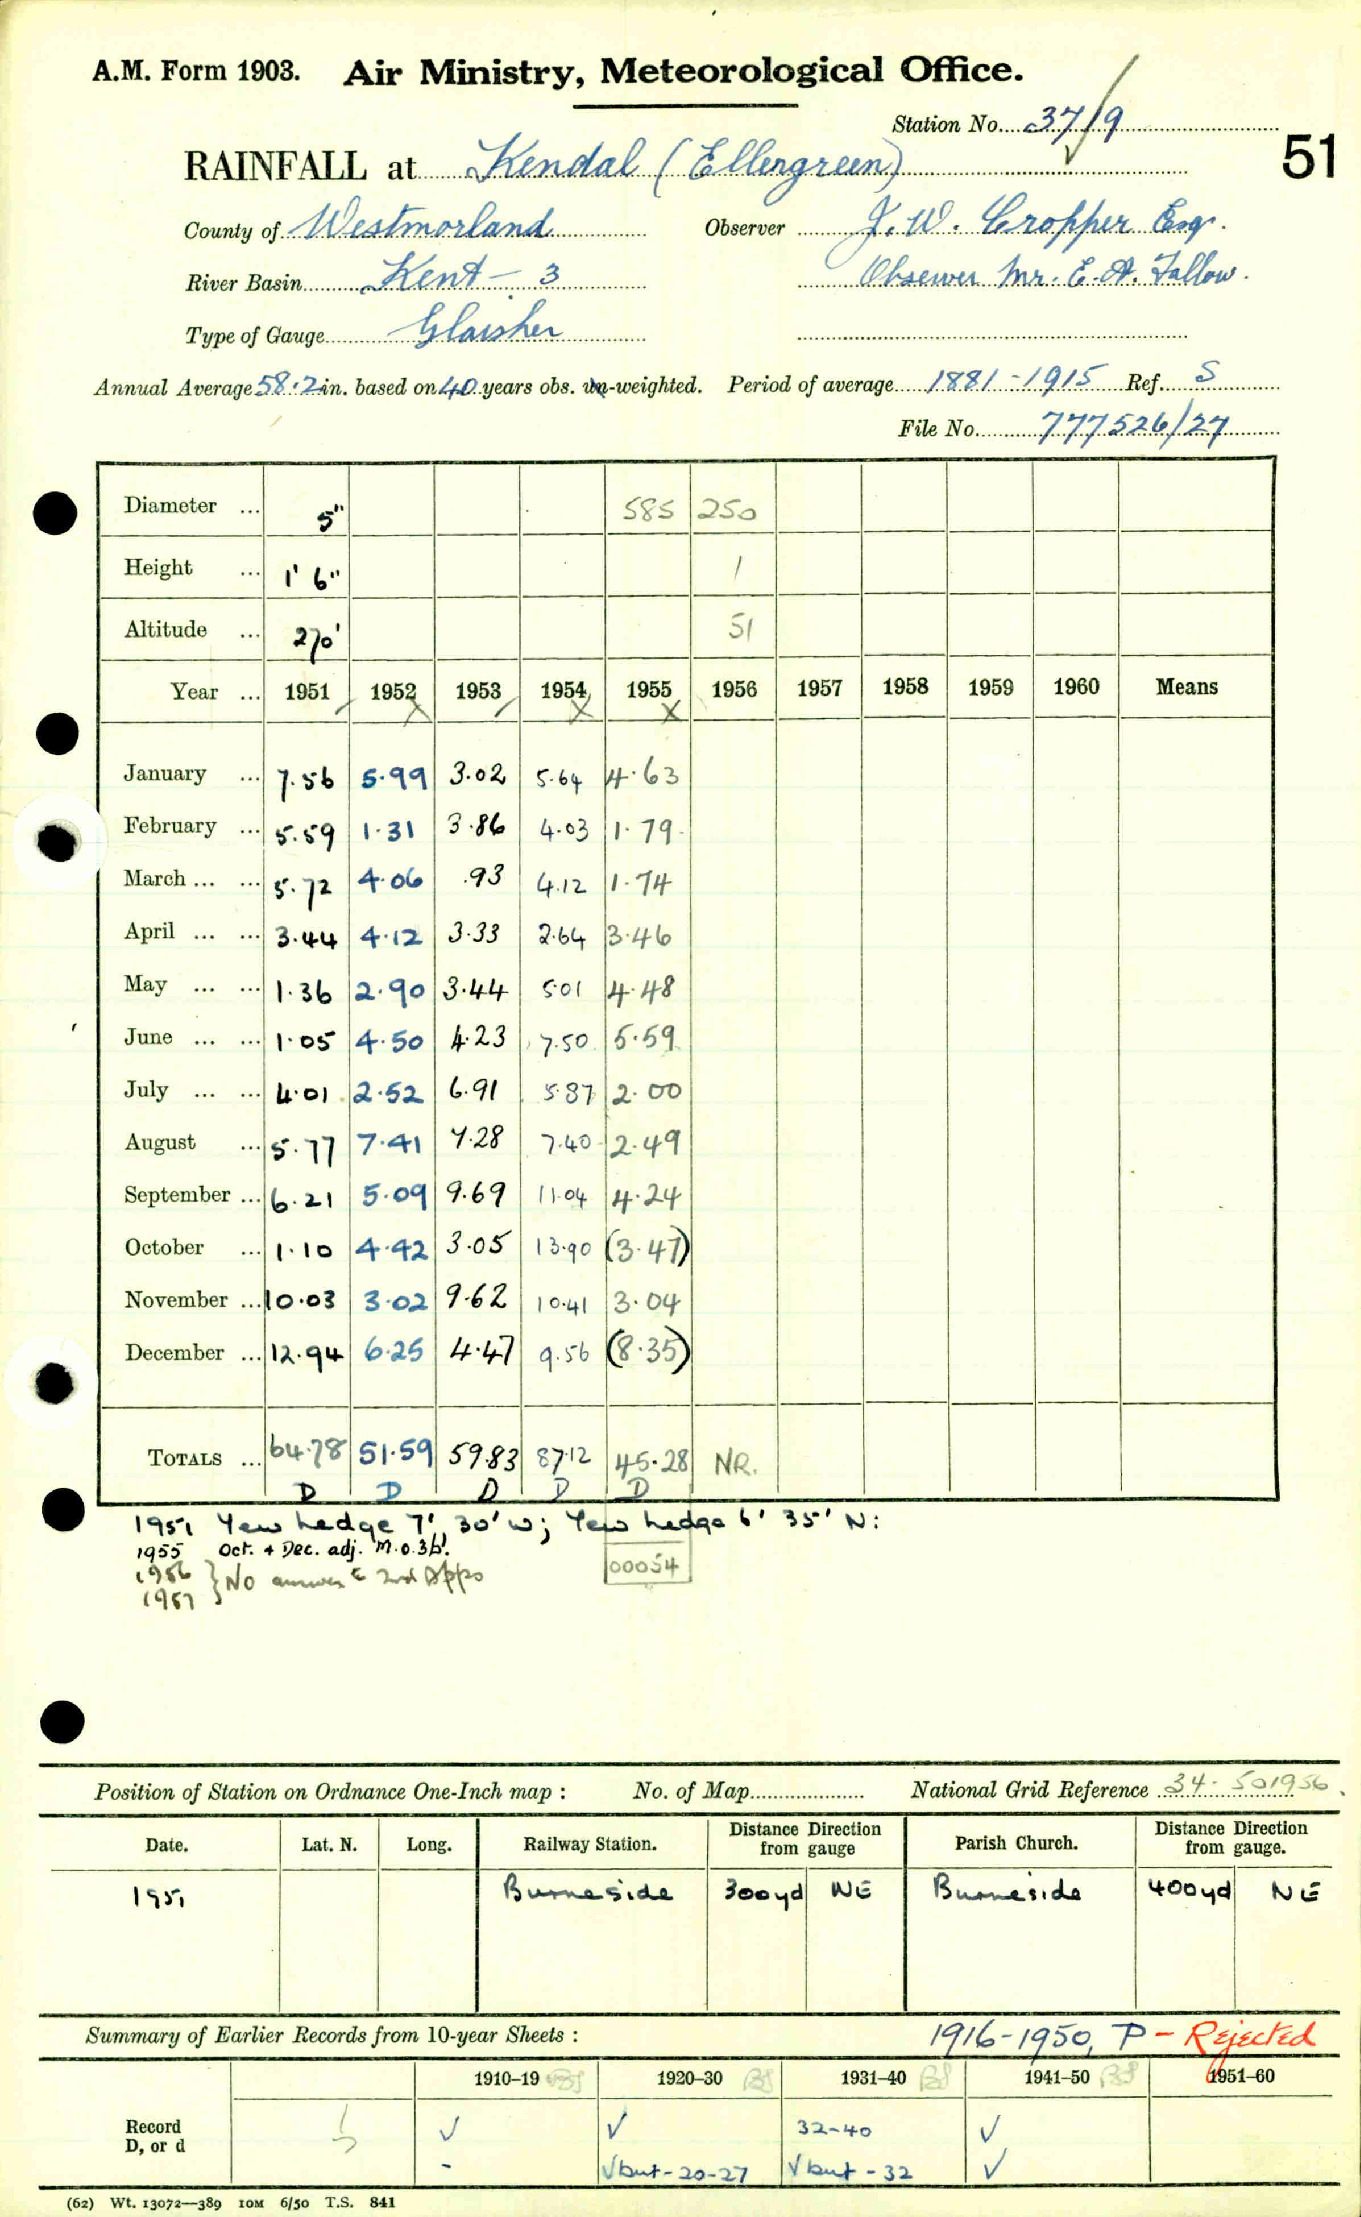 A.M. Form 1903. Air Ministry, Meteorological Office.
Station No. 37/9
51
RAINFALL at Kendal (Ellergreen)
County of Westmorland Observer J. W. Cropper Esq.
River Basin Kent - 3 Observer Mr. E. A. Fallow.
Type of Gauge Glaisher
Annual Average 58.2 in. based on 40 years obs. un-weighted. Period of average 1881-1915 Ref. S
File No. 777526/27
Diameter ... 5" 585 250
Height ... 1' 6" 1
Altitude ... 270' 51
Year ... 1951 1952 1953 1954 1955 1956 1957 1958 1959 1960 Means
January ... 7.56 5.99 3.02 5.64 4.63
February ... 5.59 1.31 3.86 4.03 1.79
March ... ... 5.72 4.06 .93 4.12 1.74
April ... ... 3.44 4.12 3.33 2.64 3.46
May ... ... 1.36 2.90 3.44 5.01 4.48
June ... ... 1.05 4.50 4.23 7.50 5.59
July ... ... 4.01 2.52 6.91 5.87 2.00
August ... 5.77 7.41 7.28 7.40 2.49
September ... 6.21 5.09 9.69 11.04 4.24
October ... 1.10 4.42 3.05 13.90 (3.47)
November ... 10.03 3.02 9.62 10.41 3.04
December ... 12.94 6.25 4.47 9.56 (8.35)
TOTALS ... 64.78 51.59 59.83 87.12 45.28 NR.
D D D D D
1951 Yew hedge 7', 30' W; Yew hedge 6' 35' N:
1955 Oct. + Dec. adj. M.O.3b'.
1956 } No answer 2nd Appo
1957
00054
Position of Station on Ordnance One-Inch map : No. of Map National Grid Reference 34. 501956.
Date. Lat. N. Long. Railway Station. Distance Direction from gauge Parish Church. Distance Direction from gauge.
1951 Burneside 300yd NE Burneside 400yd NE
Summary of Earlier Records from 10-year Sheets : 1916-1950, P - Rejected
1910-19 1920-30 1931-40 1941-50 1951-60
Record ✓ ✓ 32-40 ✓
D, or d - ✓but-20-27 ✓but-32 ✓
(62) Wt. 13072—389 10M 6/50 T.S. 841